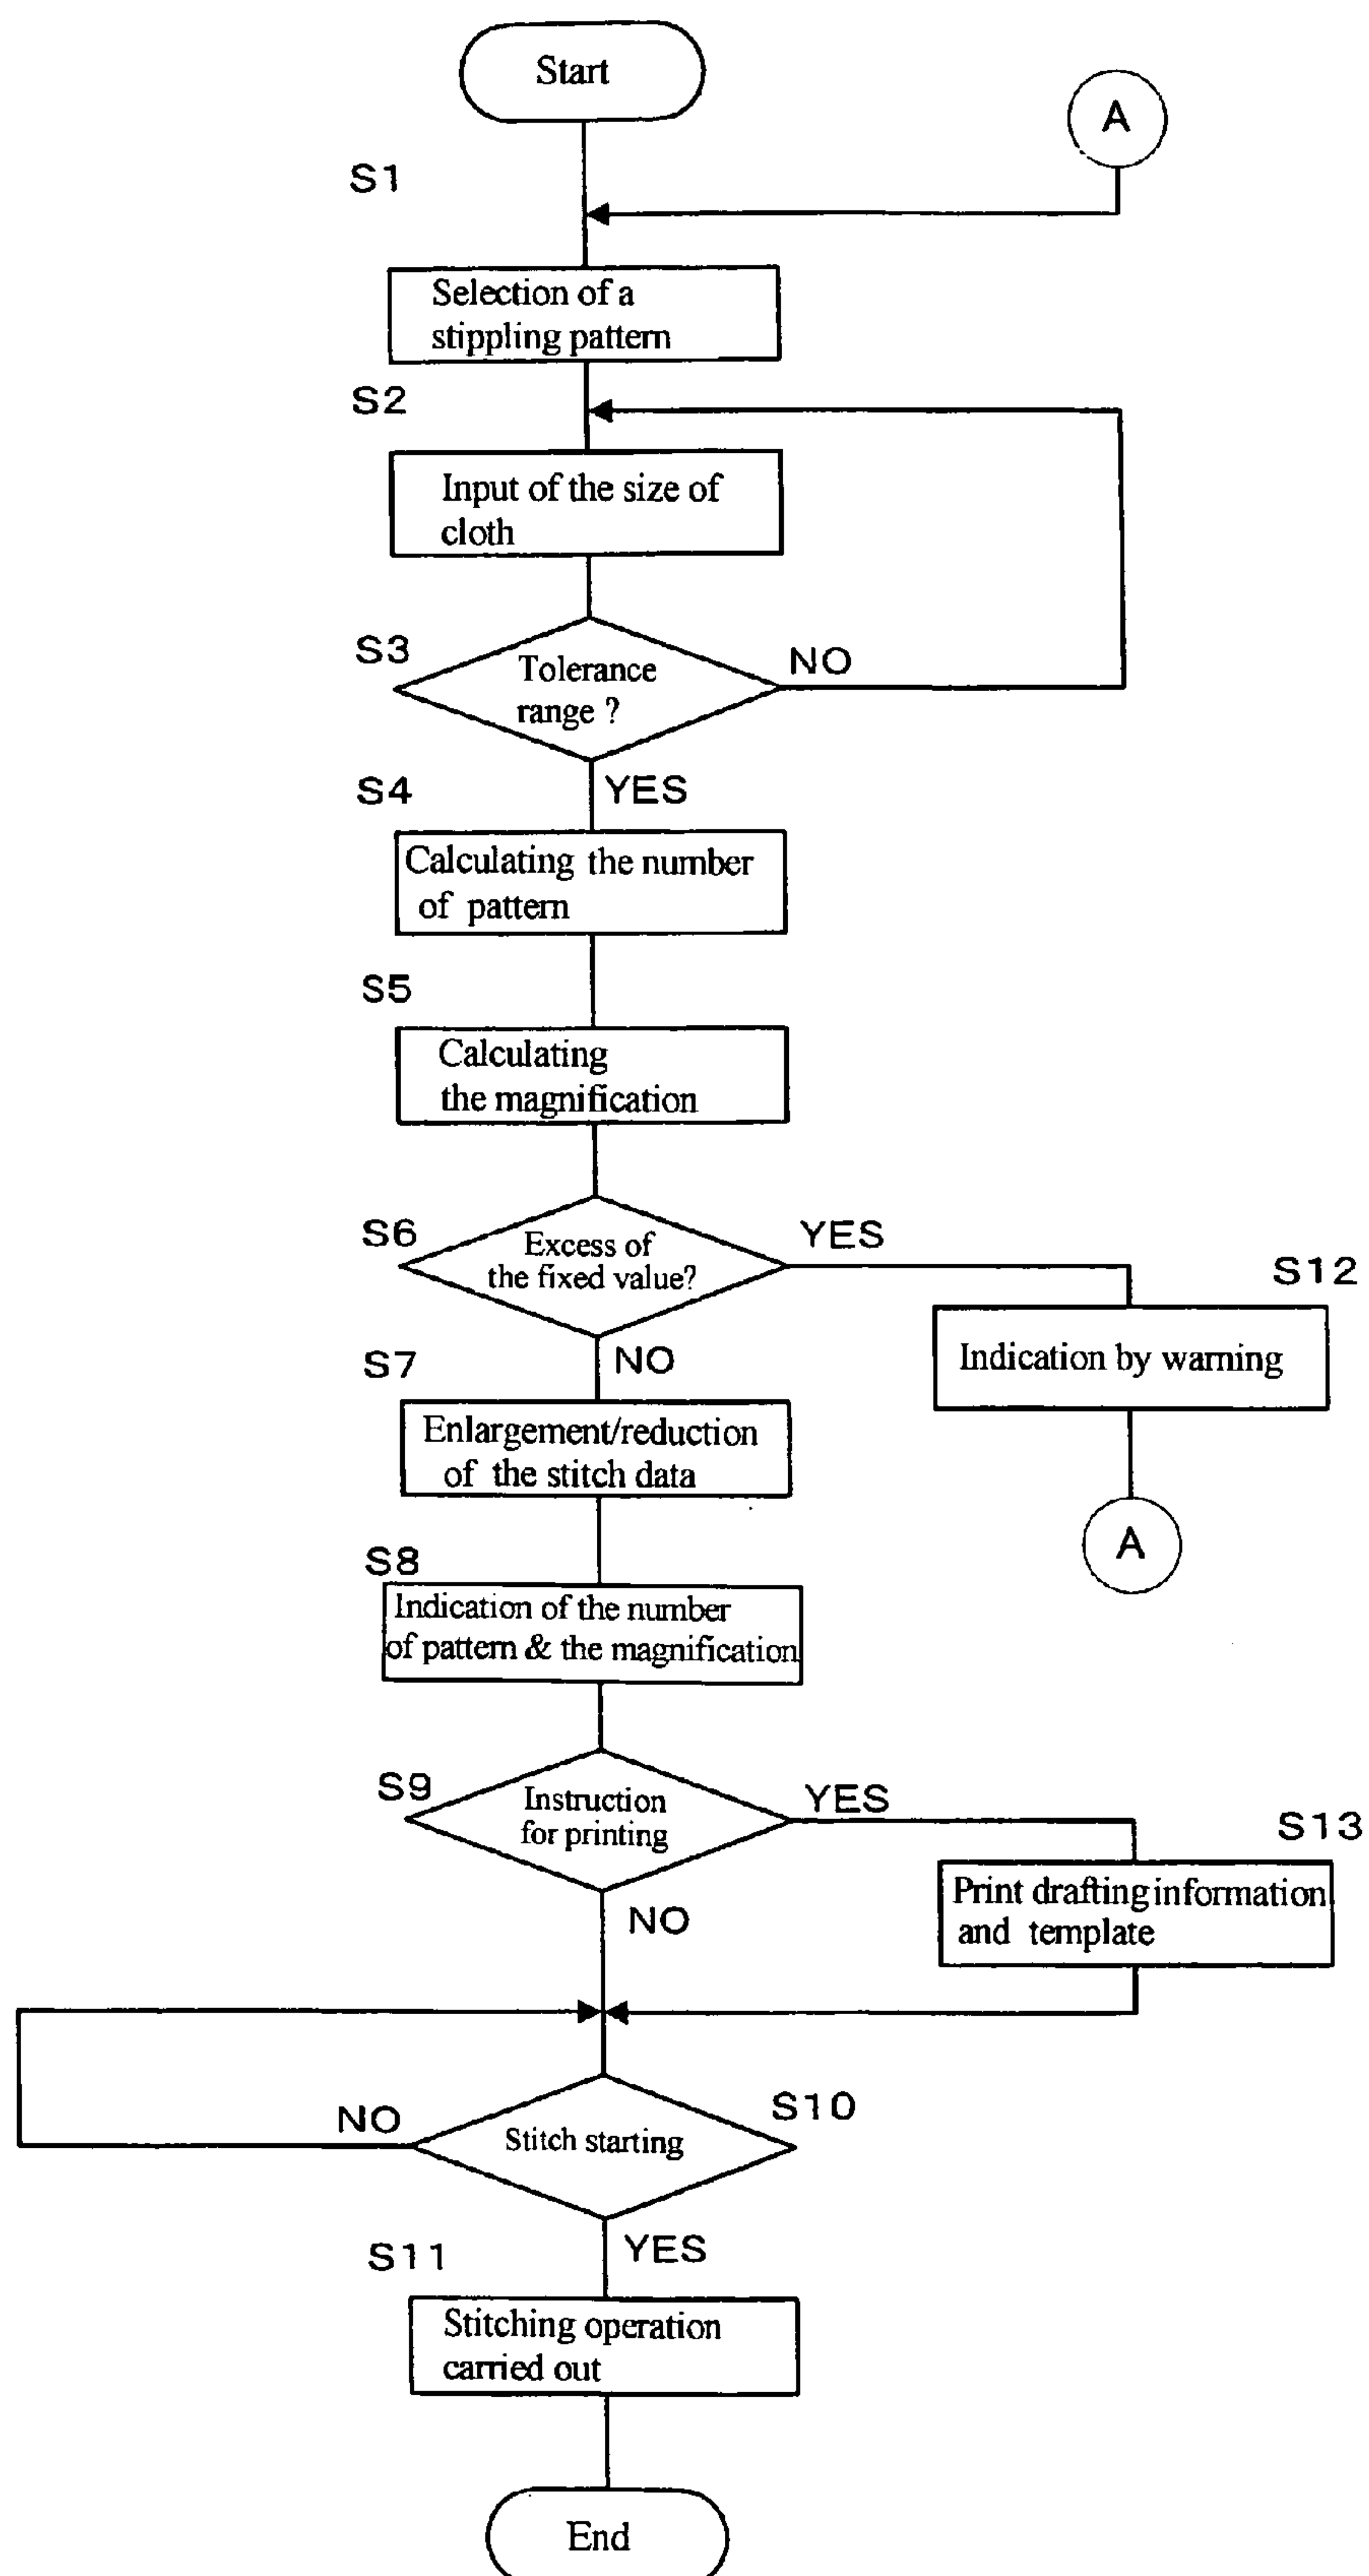 Start
A
S1
Selection of a
stippling pattern
S2
Input of the size of
cloth
S3
Tolerance
range ?
NO
S4
YES
Calculating the number
of pattern
S5
Calculating
the magnification
S6
Excess of
the fixed value?
YES
S12
Indication by warning
S7
NO
Enlargement/reduction
of the stitch data
A
S8
Indication of the number
of pattern & the magnification
S9
Instruction
for printing
YES
S13
Print drafting information
and template
NO
S10
NO
Stitch starting
S11
YES
Stitching operation
carried out
End